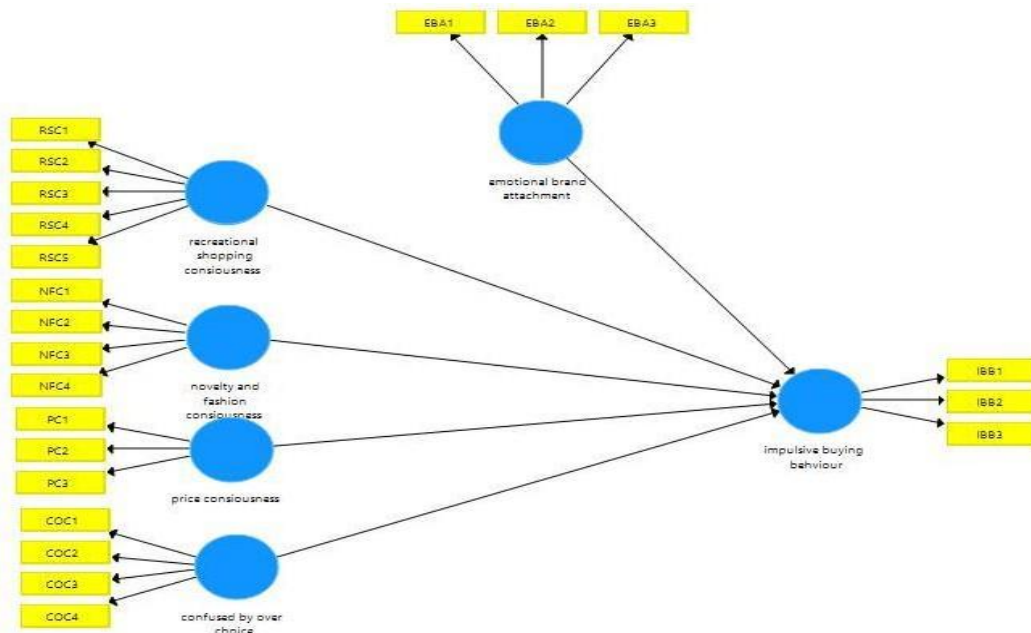 EBA1 EBA2 EBA3
emotional brand
attachment
RSC1
RSC2
RSC3
RSC4
RSC5
recreational
shopping
consiousness
NFC1
NFC2
NFC3
NFC4
novelty and
fashion
consiousness
PC1
PC2
PC3
price consiousness
COC1
COC2
COC3
COC4
confused by over
choice
impulsive buying
behviour
IBB1
IBB2
IBB3